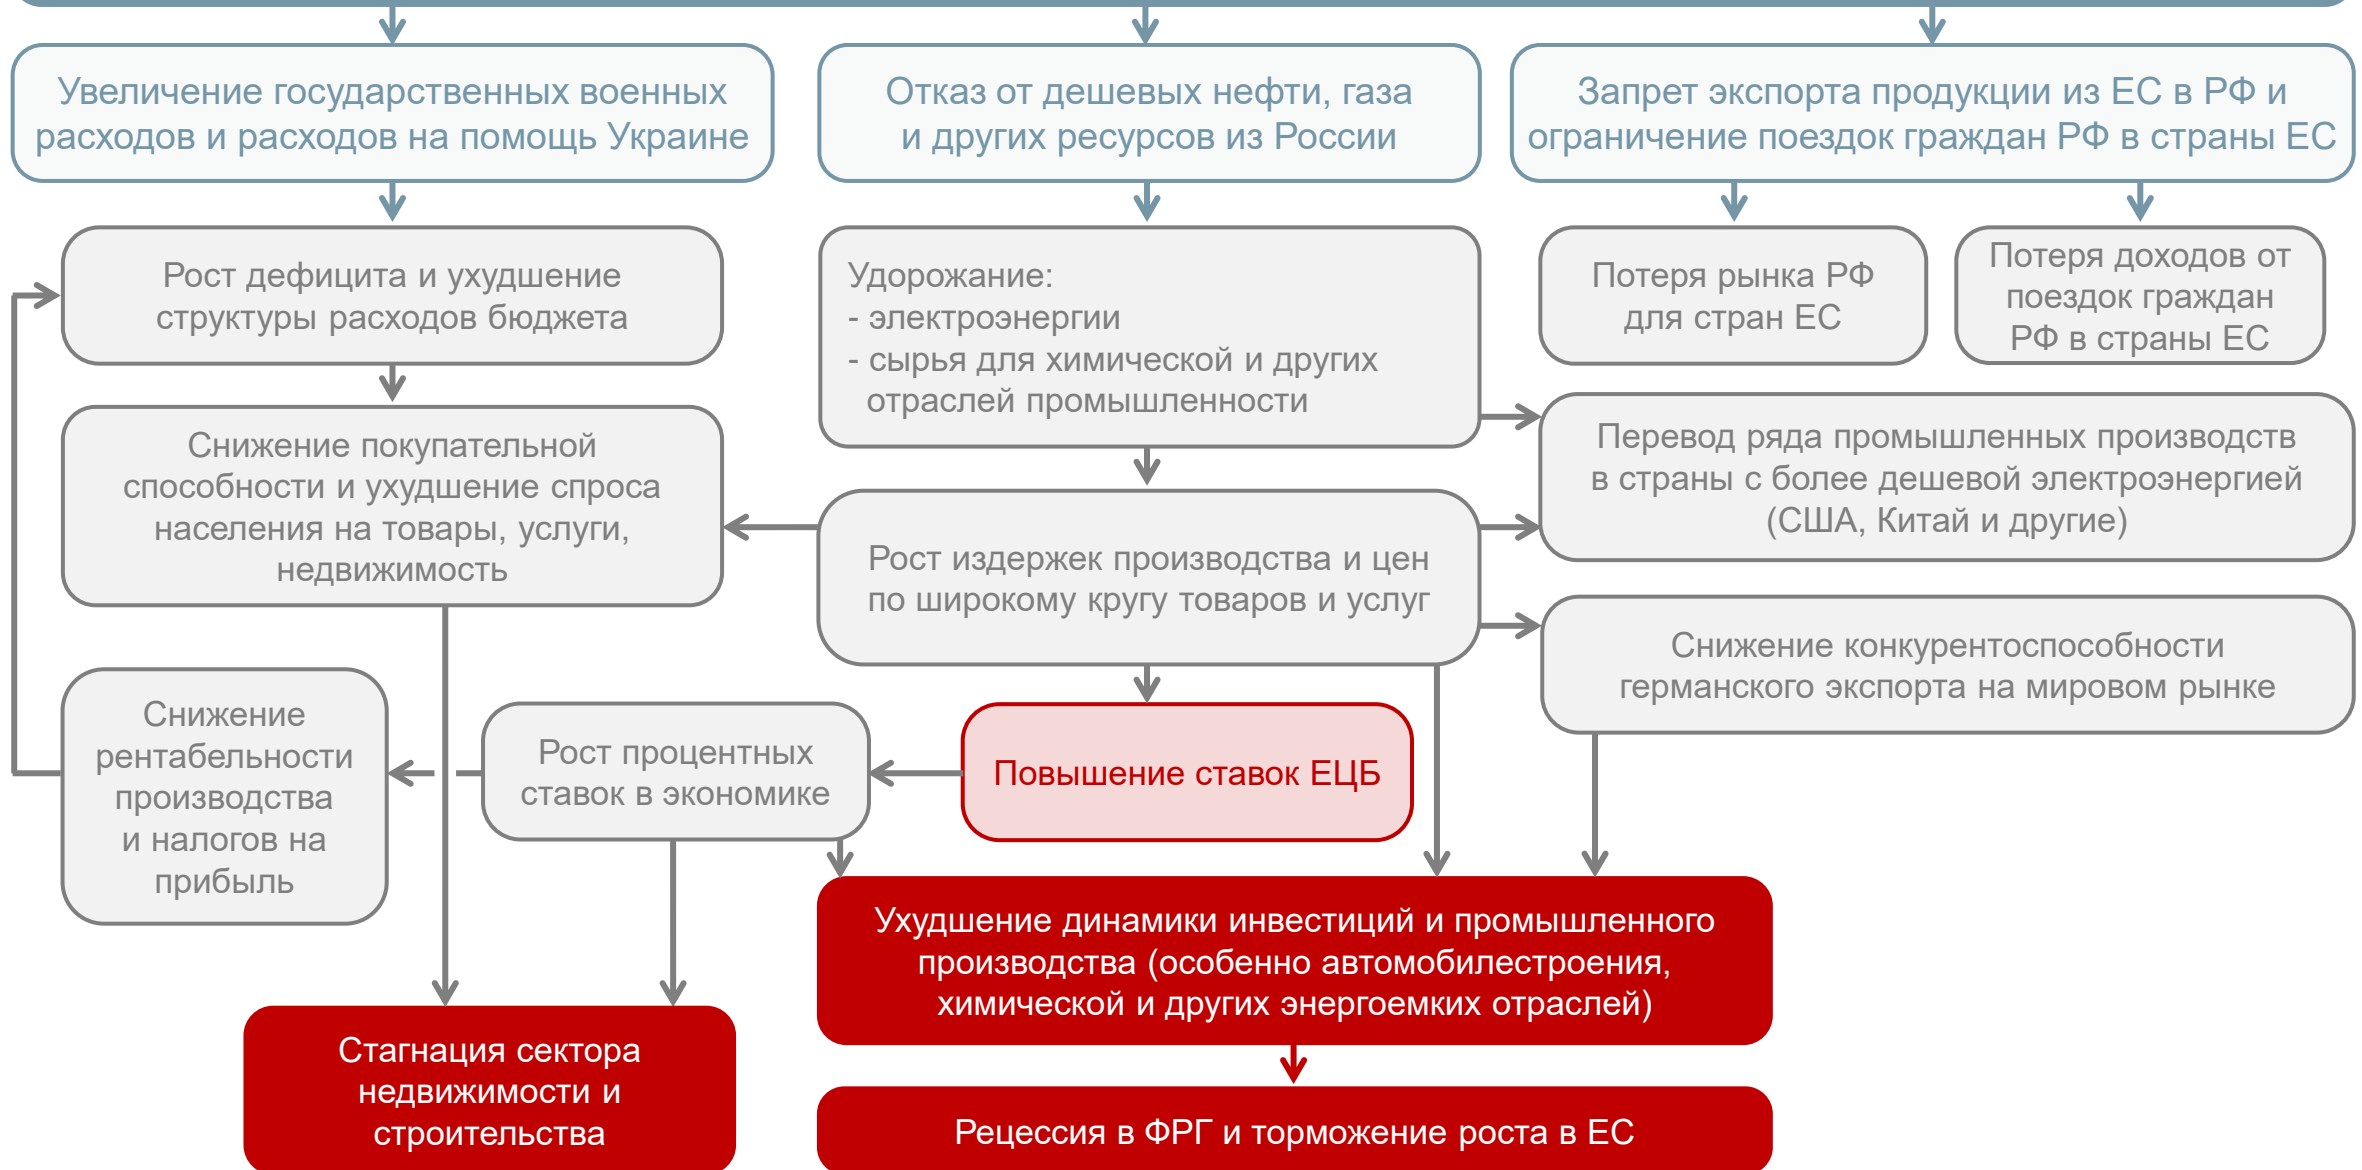 Увеличение государственных военных
расходов и расходов на помощь Украине
Отказ от дешевых нефти, газа
и других ресурсов из России
Запрет экспорта продукции из ЕС в РФ и
ограничение поездок граждан РФ в страны ЕС
Рост дефицита и ухудшение
структуры расходов бюджета
Удорожание:
- электроэнергии
- сырья для химической и других
отраслей промышленности
Потеря рынка РФ
для стран ЕС
Потеря доходов от
поездок граждан
РФ в страны ЕС
Снижение покупательной
способности и ухудшение спроса
населения на товары, услуги,
недвижимость
Перевод ряда промышленных производств
в страны с более дешевой электроэнергией
(США, Китай и другие)
Рост издержек производства и цен
по широкому кругу товаров и услуг
Снижение конкурентоспособности
германского экспорта на мировом рынке
Снижение
рентабельности
производства
и налогов на
прибыль
Рост процентных
ставок в экономике
Повышение ставок ЕЦБ
Ухудшение динамики инвестиций и промышленного
производства (особенно автомобилестроения,
химической и других энергоемких отраслей)
Стагнация сектора
недвижимости и
строительства
Рецессия в ФРГ и торможение роста в ЕС